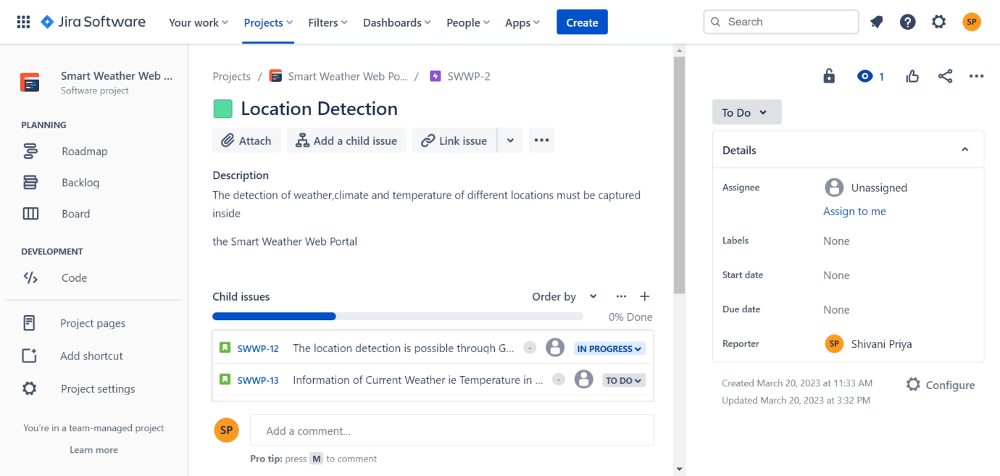 Jira Software
Your work
Projects
Filters
Dashboards
People
Apps
Create
Search
SP
Smart Weather Web ...
Software project
PLANNING
Roadmap
Backlog
Board
DEVELOPMENT
Code
Project pages
Add shortcut
Project settings
You're in a team-managed project
Learn more
Projects / Smart Weather Web Po... / SWWP-2
Location Detection
Attach
Add a child issue
Link issue
Description
The detection of weather,climate and temperature of different locations must be captured
inside
the Smart Weather Web Portal
Child issues
Order by
0% Done
SWWP-12 The location detection is possible through G... - IN PROGRESS
SWWP-13 Information of Current Weather ie Temperature in ... - TO DO
SP
Add a comment...
Pro tip: press M to comment
1
To Do
Details
Assignee Unassigned
Assign to me
Labels None
Start date None
Due date None
Reporter SP Shivani Priya
Created March 20, 2023 at 11:33 AM
Updated March 20, 2023 at 3:32 PM
Configure